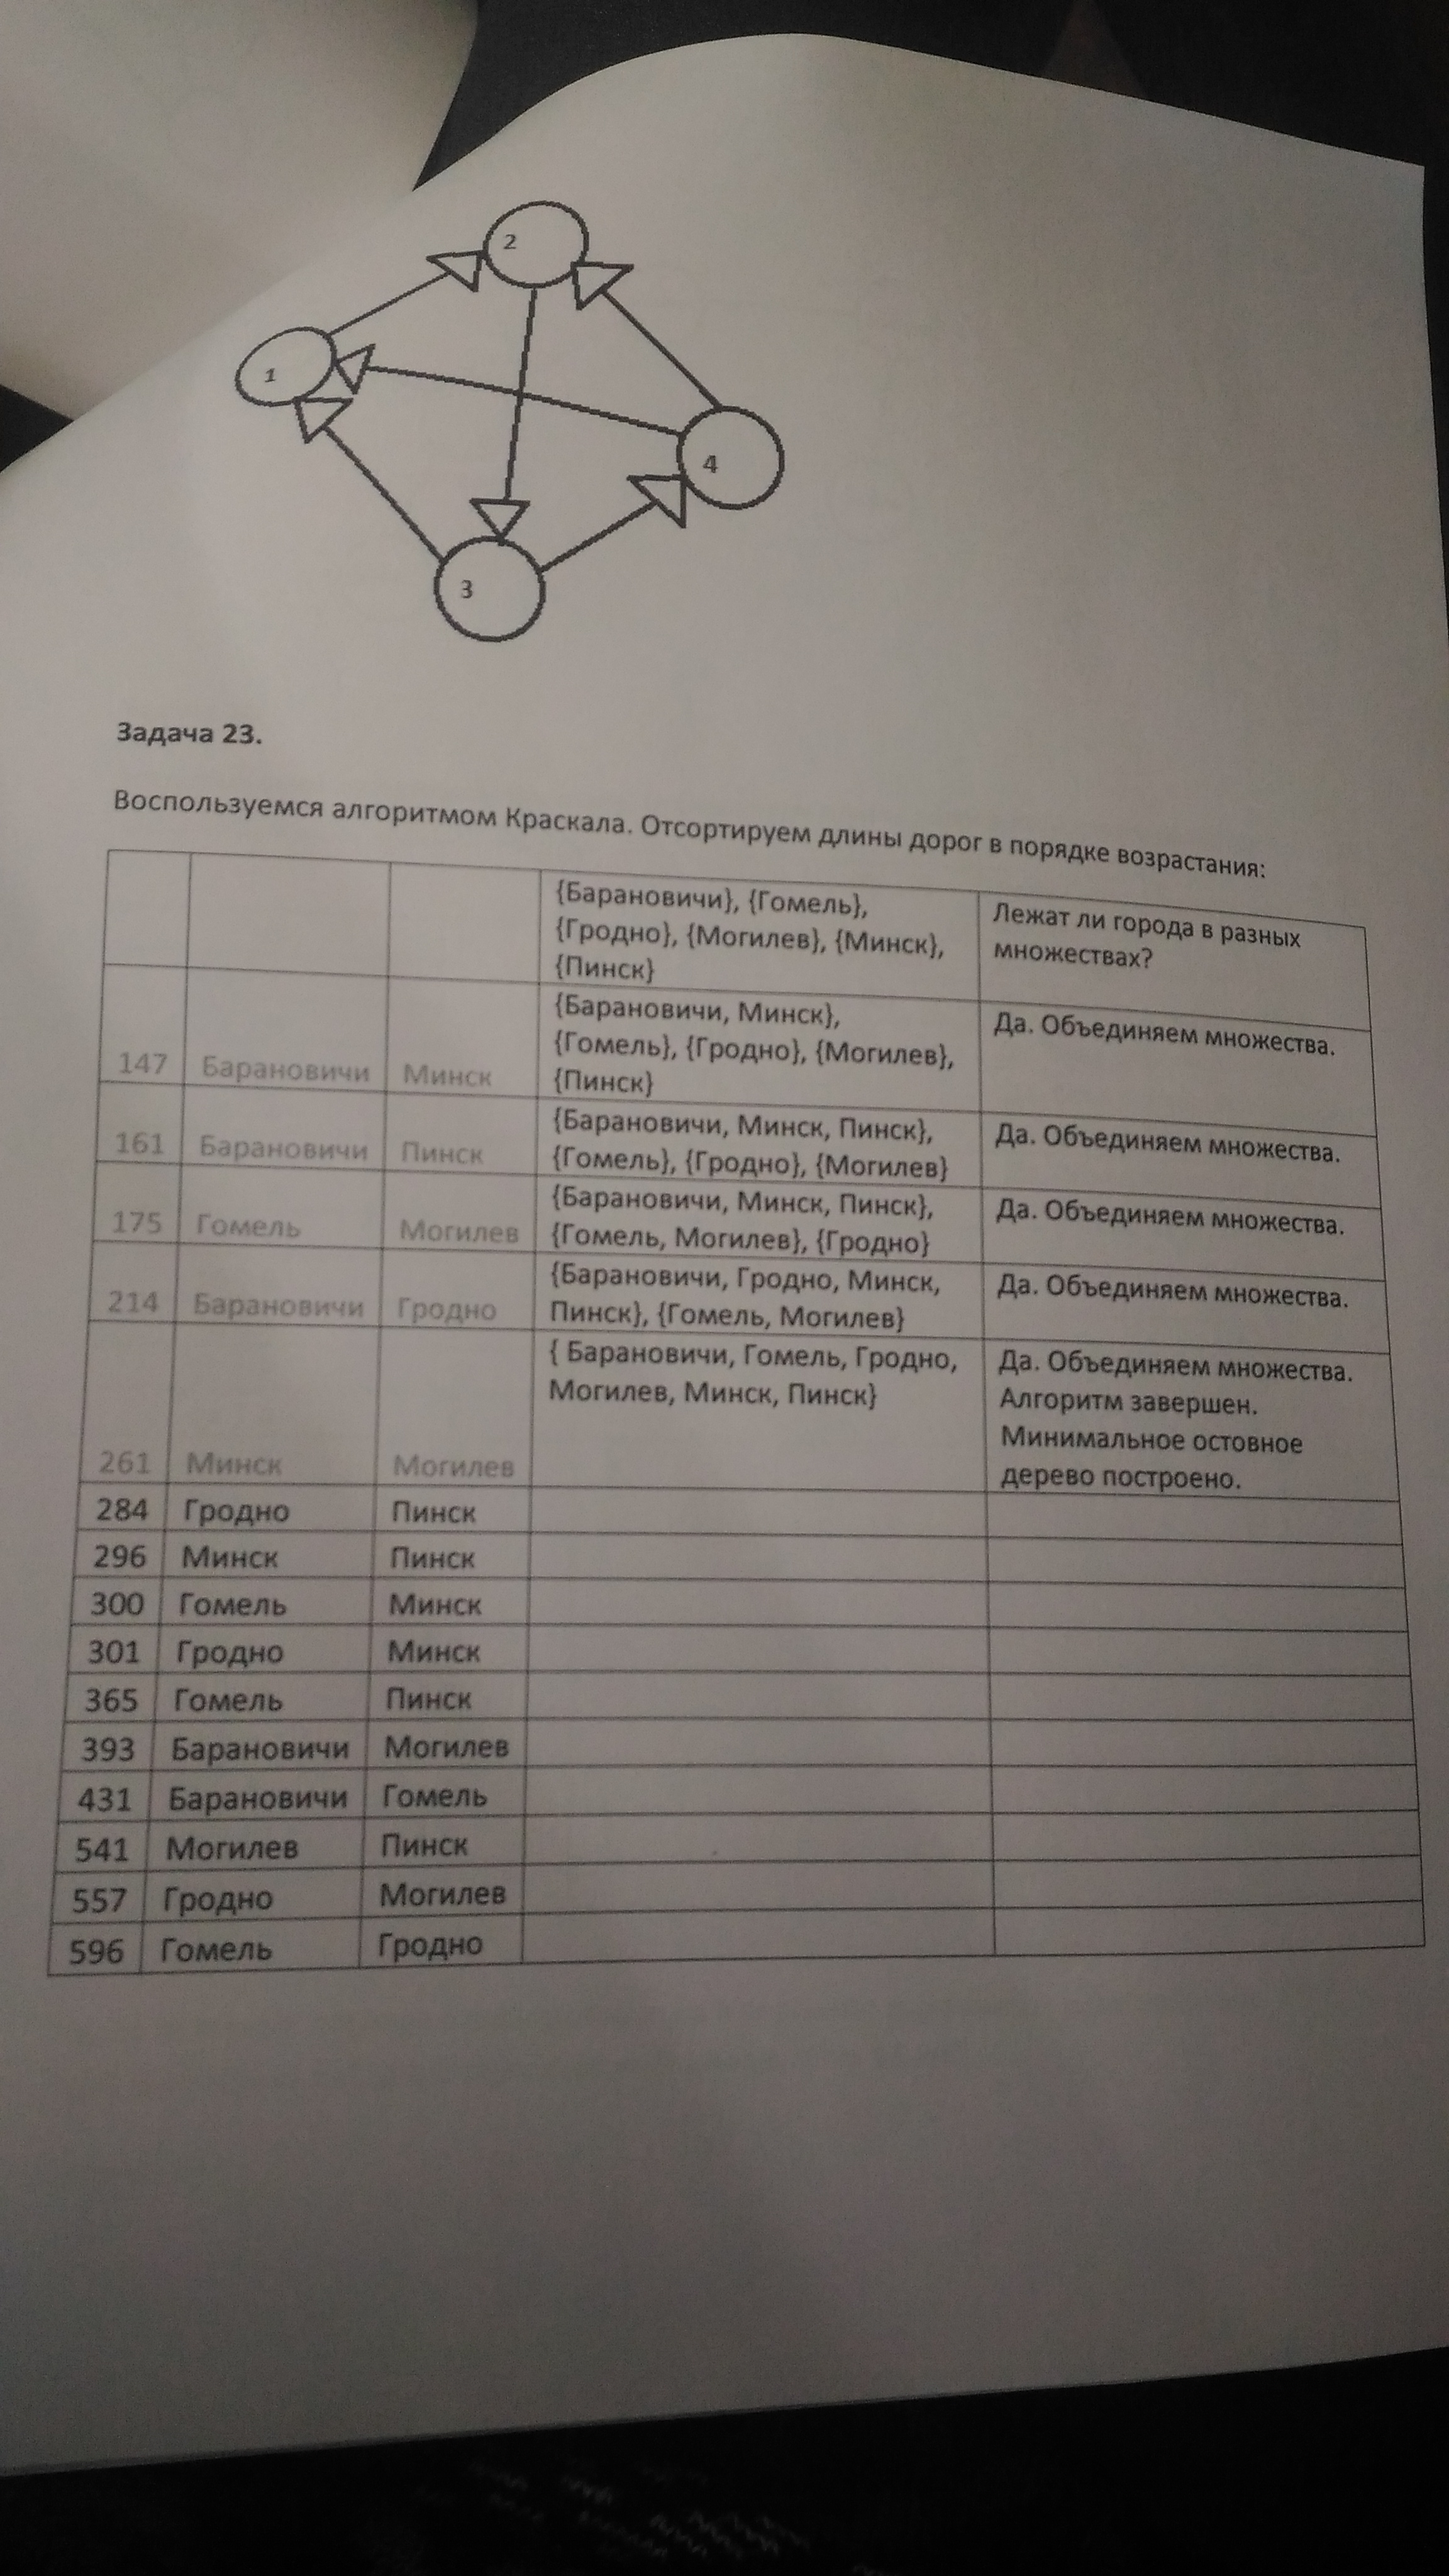 2
1
4
3
Задача 23.
Воспользуемся алгоритмом Краскала. Отсортируем длины дорог в порядке возрастания:
{Барановичи}, {Гомель},
{Гродно}, {Могилев}, {Минск},
{Пинск}
Лежат ли города в разных
множествах?
147 Барановичи Минск
{Барановичи, Минск},
{Гомель}, {Гродно}, {Могилев},
{Пинск}
Да. Объединяем множества.
161 Барановичи Пинск
{Барановичи, Минск, Пинск},
{Гомель}, {Гродно}, {Могилев}
Да. Объединяем множества.
175 Гомель Могилев
{Барановичи, Минск, Пинск},
{Гомель, Могилев}, {Гродно}
Да. Объединяем множества.
214 Барановичи Гродно
{Барановичи, Гродно, Минск,
Пинск}, {Гомель, Могилев}
Да. Объединяем множества.
261 Минск Могилев
{ Барановичи, Гомель, Гродно,
Могилев, Минск, Пинск}
Да. Объединяем множества.
Алгоритм завершен.
Минимальное остовное
дерево построено.
284 Гродно Пинск
296 Минск Пинск
300 Гомель Минск
301 Гродно Минск
365 Гомель Пинск
393 Барановичи Могилев
431 Барановичи Гомель
541 Могилев Пинск
557 Гродно Могилев
596 Гомель Гродно